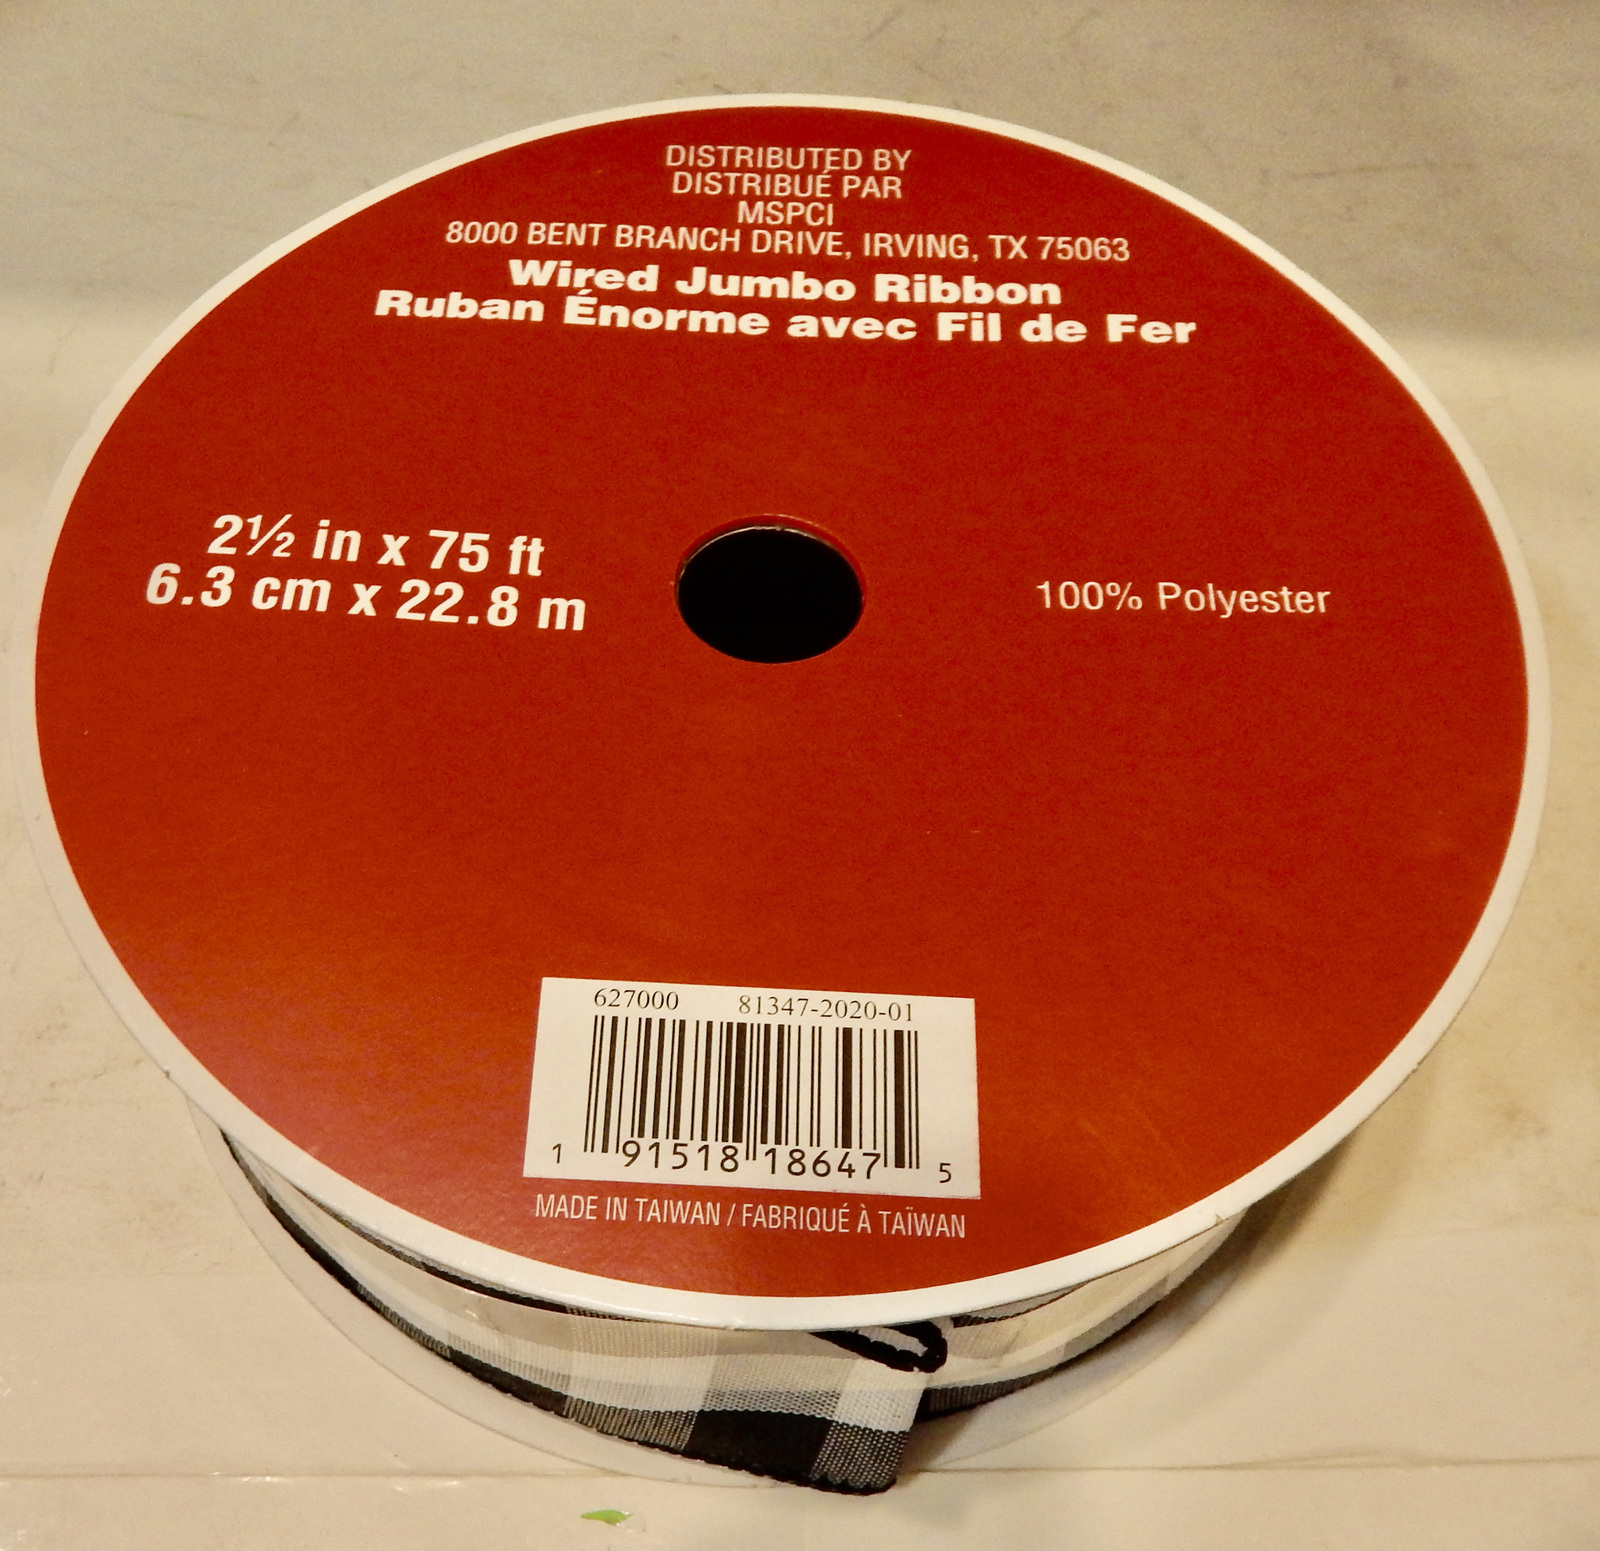 DISTRIBUTED BY
DISTRIBUÉ PAR
MSPCI
8000 BENT BRANCH DRIVE, IRVING, TX 75063
Wired Jumbo Ribbon
Ruban Énorme avec Fil de Fer
2½ in x 75 ft
6.3 cm x 22.8 m
100% Polyester
627000 81347-2020-01
1 91518 18647 5
MADE IN TAIWAN / FABRIQUÉ À TAÏWAN